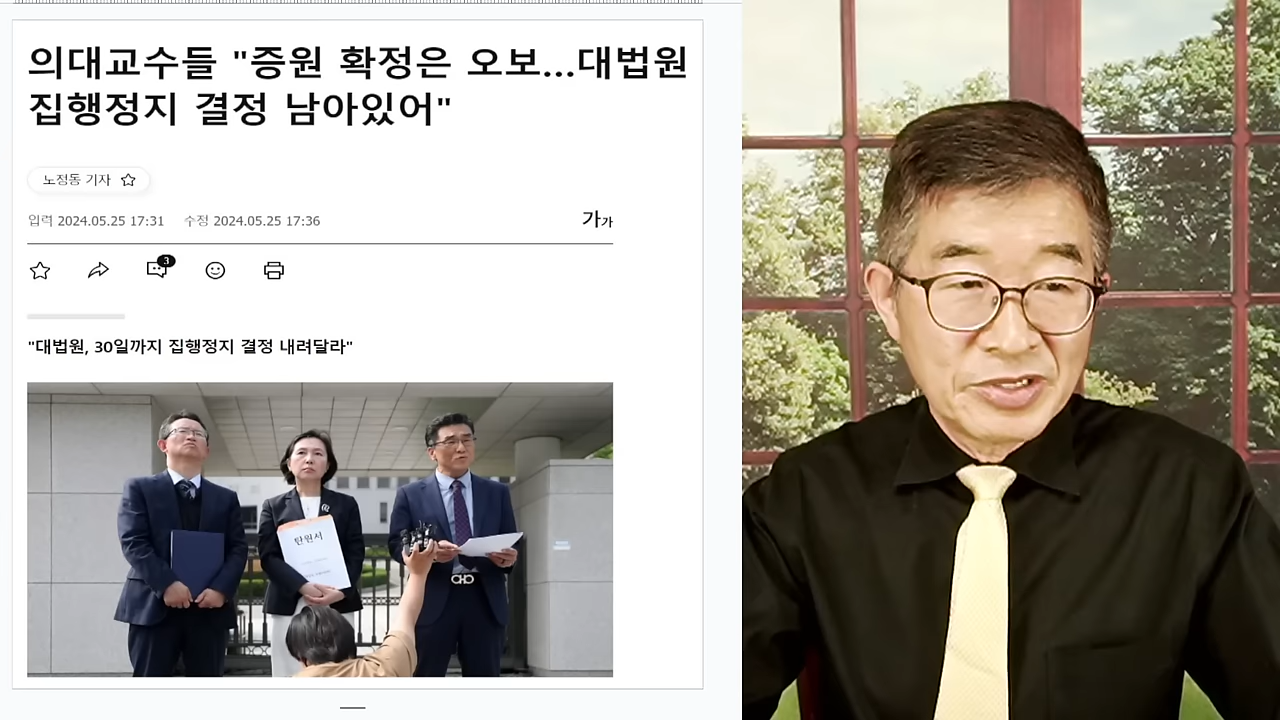 의대교수들 "증원 확정은 오보…대법원
집행정지 결정 남아있어"
노정동 기자
입력 2024.05.25 17:31 수정 2024.05.25 17:36
가가
3
"대법원, 30일까지 집행정지 결정 내려달라"
탄원서